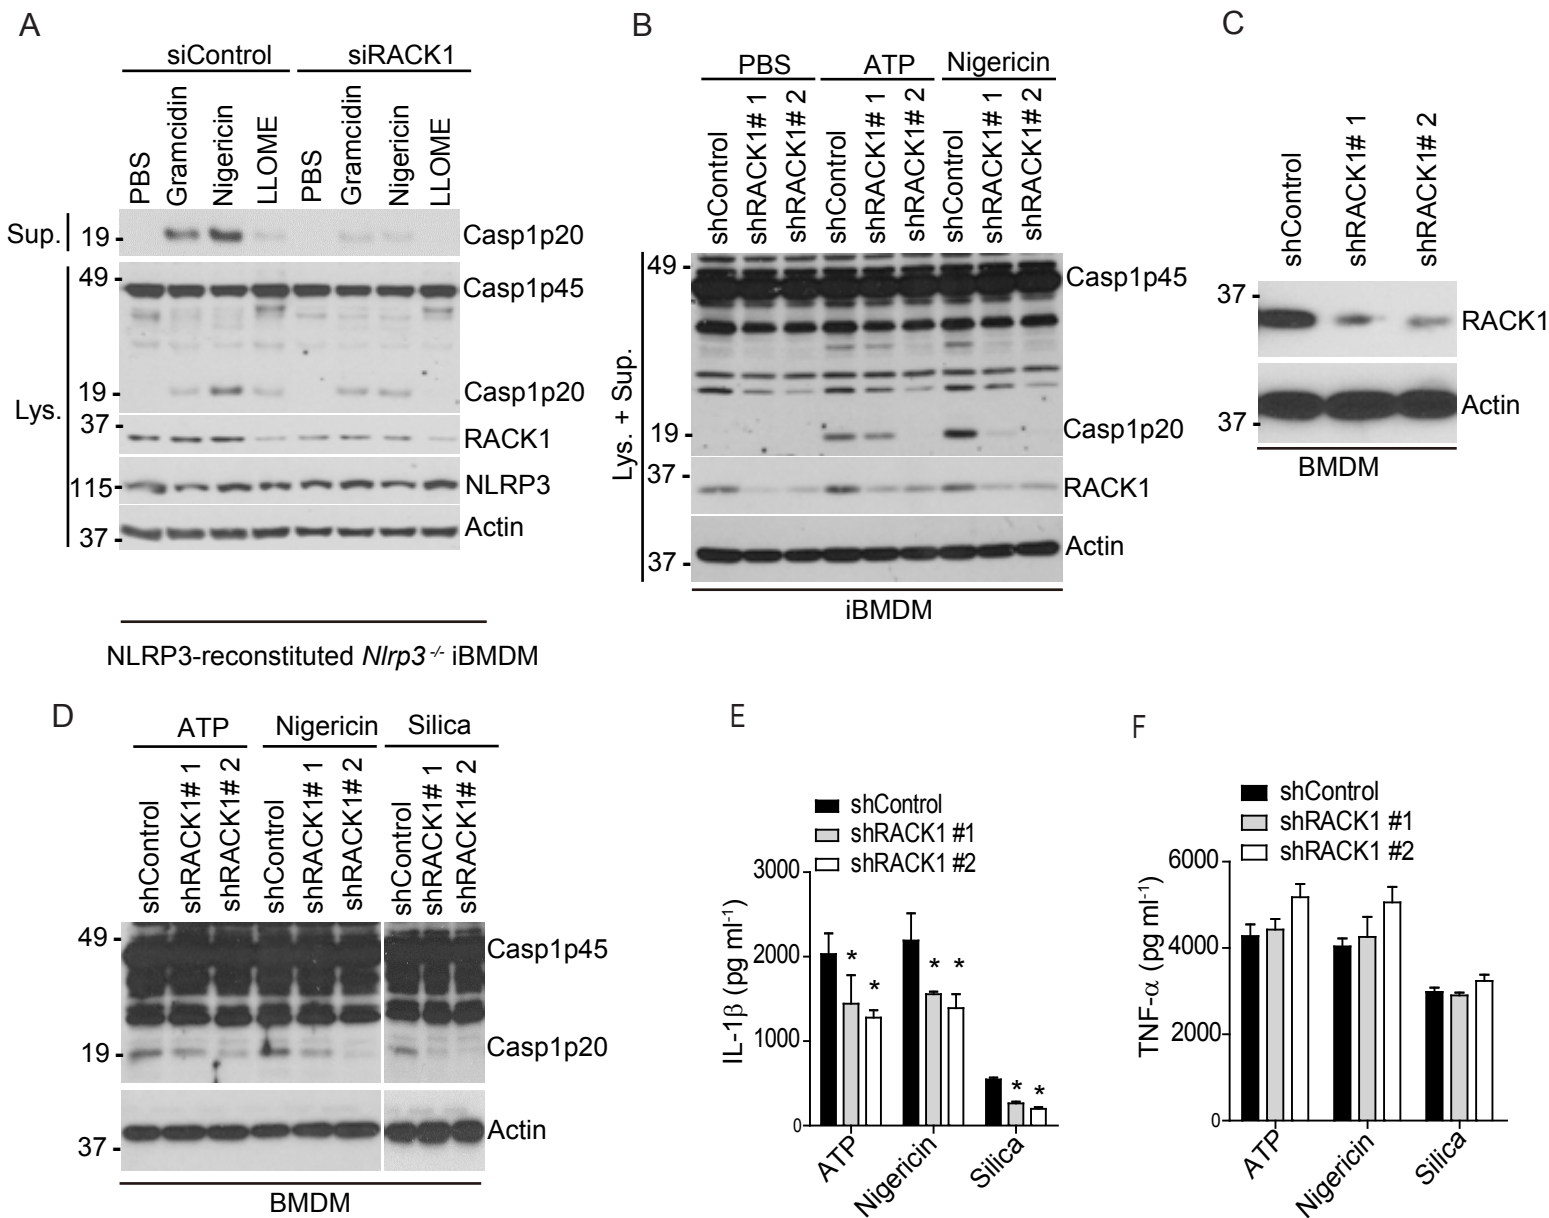 A
siControl siRACK1
PBS
Gramcidin
Nigericin
LLOME
PBS
Gramcidin
Nigericin
LLOME
Sup. 19 Casp1p20
49 Casp1p45
19 Casp1p20
Lys.
37 RACK1
115 NLRP3
37 Actin
NLRP3-reconstituted Nlrp3 -/- iBMDM
B
PBS ATP Nigericin
shControl
shRACK1# 1
shRACK1# 2
shControl
shRACK1# 1
shRACK1# 2
shControl
shRACK1# 1
shRACK1# 2
Lys. + Sup.
49 Casp1p45
19 Casp1p20
37 RACK1
37 Actin
iBMDM
C
shControl
shRACK1# 1
shRACK1# 2
37 RACK1
37 Actin
BMDM
D
ATP Nigericin Silica
shControl
shRACK1# 1
shRACK1# 2
shControl
shRACK1# 1
shRACK1# 2
shControl
shRACK1# 1
shRACK1# 2
49 Casp1p45
19 Casp1p20
37 Actin
BMDM
E
shControl
shRACK1 #1
shRACK1 #2
IL-1β (pg ml-1)
3000
2000
1000
0
* * * * * *
ATP Nigericin Silica
F
shControl
shRACK1 #1
shRACK1 #2
TNF-α (pg ml-1)
6000
4000
2000
0
ATP Nigericin Silica